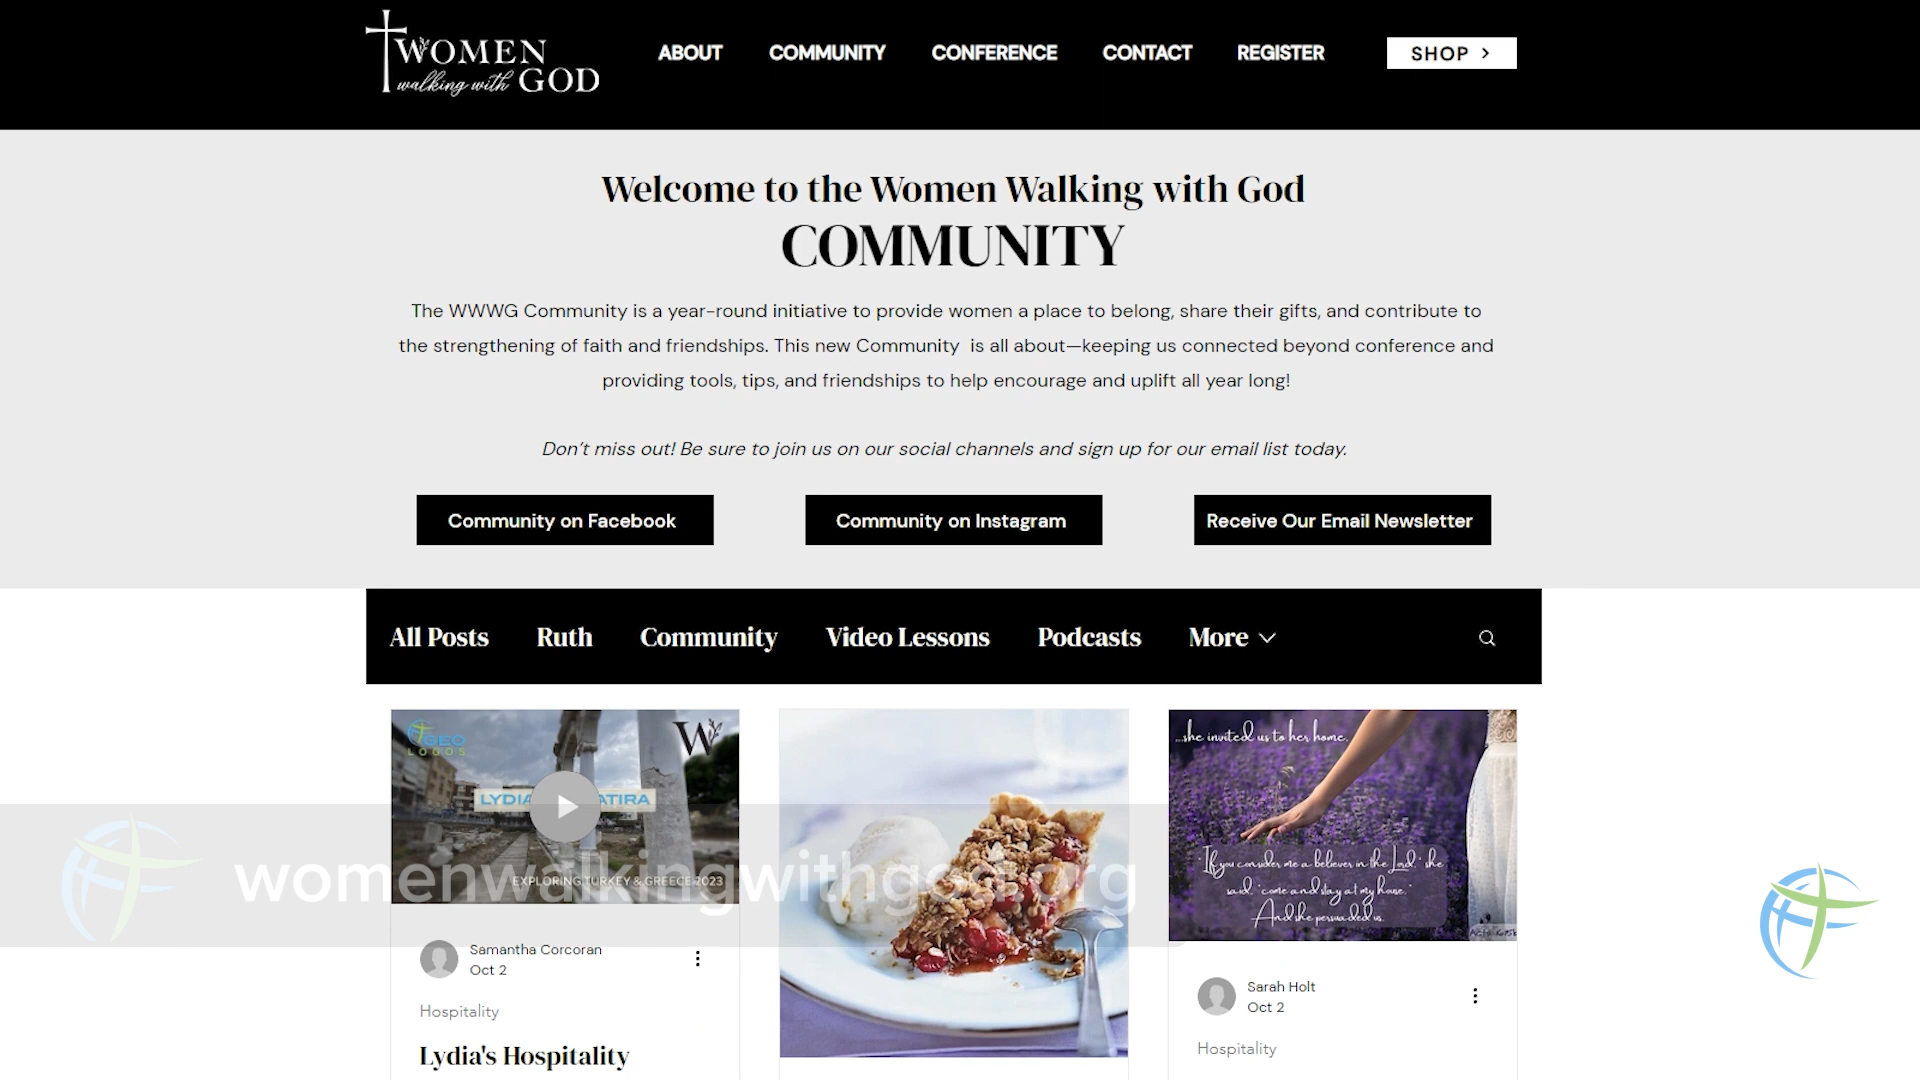 WOMEN
walking with GOD
ABOUT
COMMUNITY
CONFERENCE
CONTACT
REGISTER
SHOP >
Welcome to the Women Walking with God
COMMUNITY
The WWWG Community is a year-round initiative to provide women a place to belong, share their gifts, and contribute to
the strengthening of faith and friendships. This new Community is all about—keeping us connected beyond conference and
providing tools, tips, and friendships to help encourage and uplift all year long!
Don't miss out! Be sure to join us on our social channels and sign up for our email list today.
Community on Facebook
Community on Instagram
Receive Our Email Newsletter
All Posts
Ruth
Community
Video Lessons
Podcasts
More
GEO
LOGOS
W
LYDIA
ATIRA
EXPLORING TURKEY & GREECE 2023
...she invited us to her home.
"If you consider me a believer in the Lord," she
said, "come and stay at my house."
And she persuaded us.
womenwalkingwithgod.org
Samantha Corcoran
Oct 2
Hospitality
Lydia's Hospitality
Sarah Holt
Oct 2
Hospitality